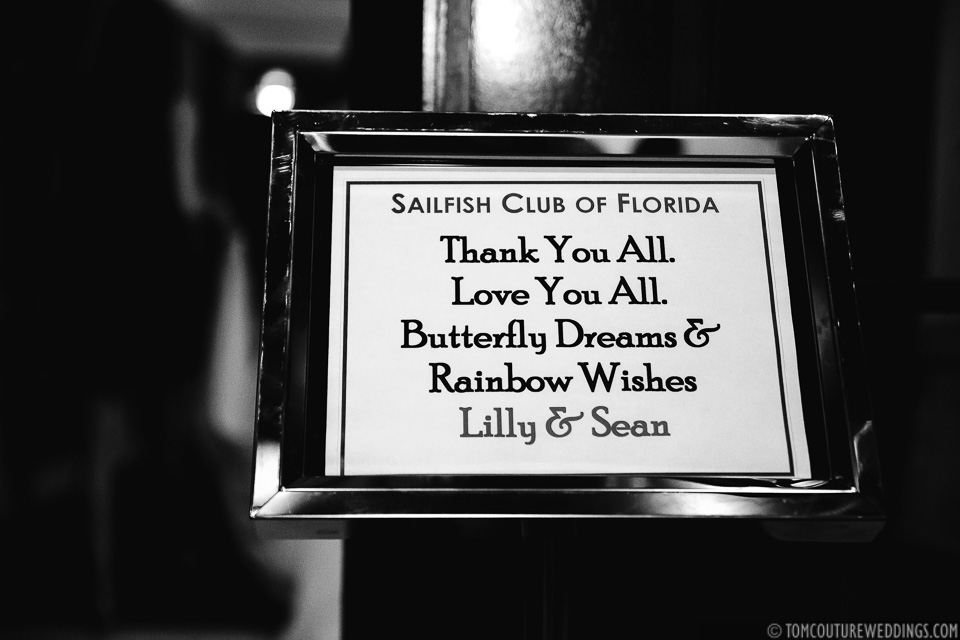 SAILFISH CLUB OF FLORIDA
Thank You All.
Love You All.
Butterfly Dreams &
Rainbow Wishes
Lilly & Sean
© TOMCOUTUREWEDDINGS.COM